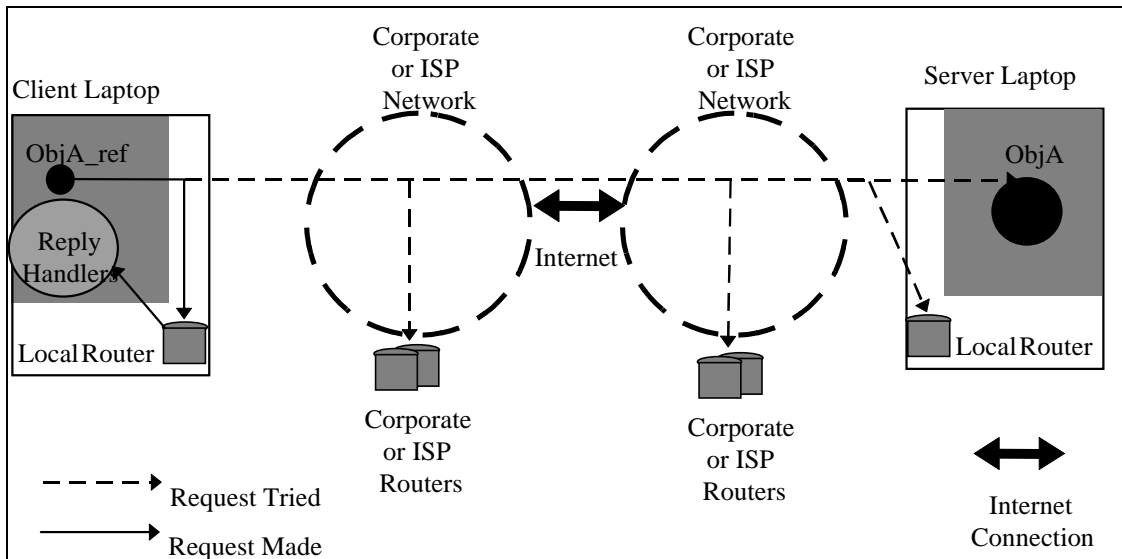 Corporate
or ISP
Network
Corporate
or ISP
Network
Client Laptop
Server Laptop
ObjA_ref
ObjA
Reply
Handlers
Internet
Local Router
Local Router
Corporate
or ISP
Routers
Corporate
or ISP
Routers
Request Tried
Request Made
Internet
Connection